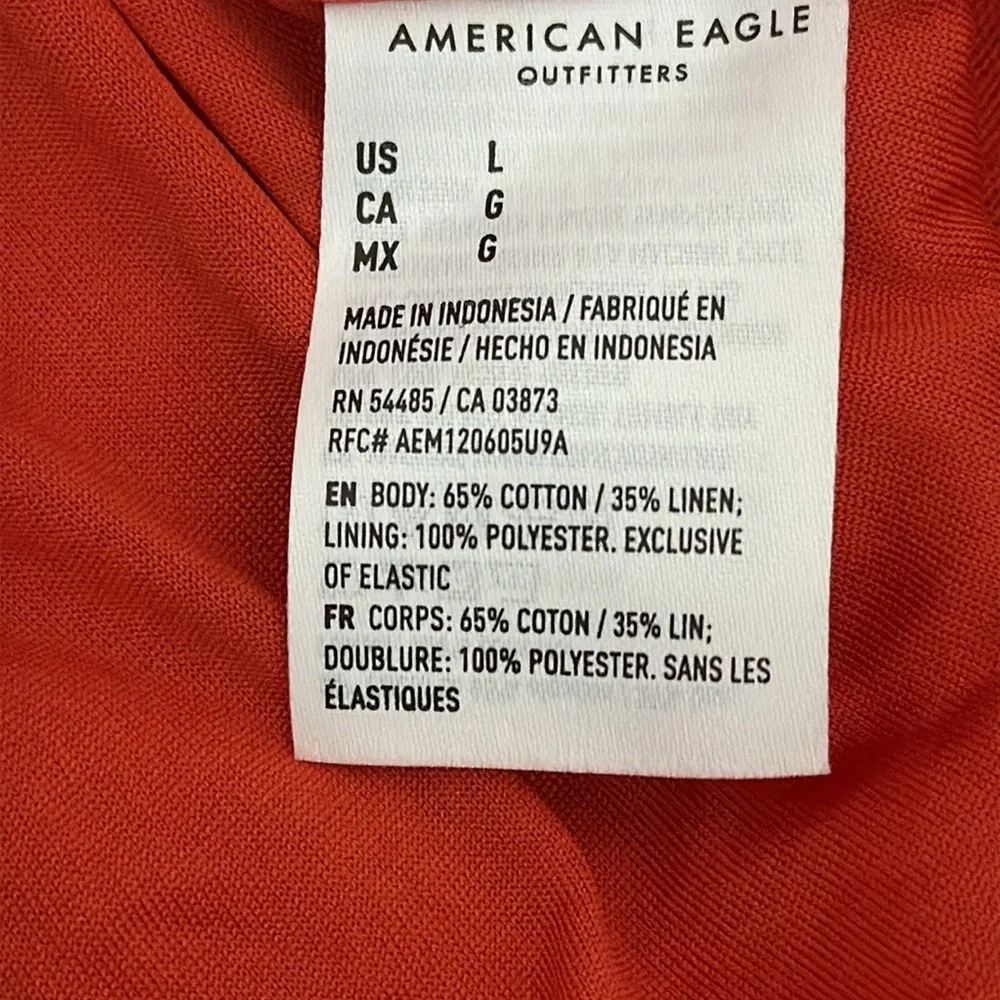 AMERICAN EAGLE
OUTFITTERS
US L
CA G
MX G
MADE IN INDONESIA / FABRIQUÉ EN
INDONÉSIE / HECHO EN INDONESIA
RN 54485 / CA 03873
RFC# AEM120605U9A
EN BODY: 65% COTTON / 35% LINEN;
LINING: 100% POLYESTER. EXCLUSIVE
OF ELASTIC
FR CORPS: 65% COTON / 35% LIN;
DOUBLURE: 100% POLYESTER. SANS LES
ÉLASTIQUES